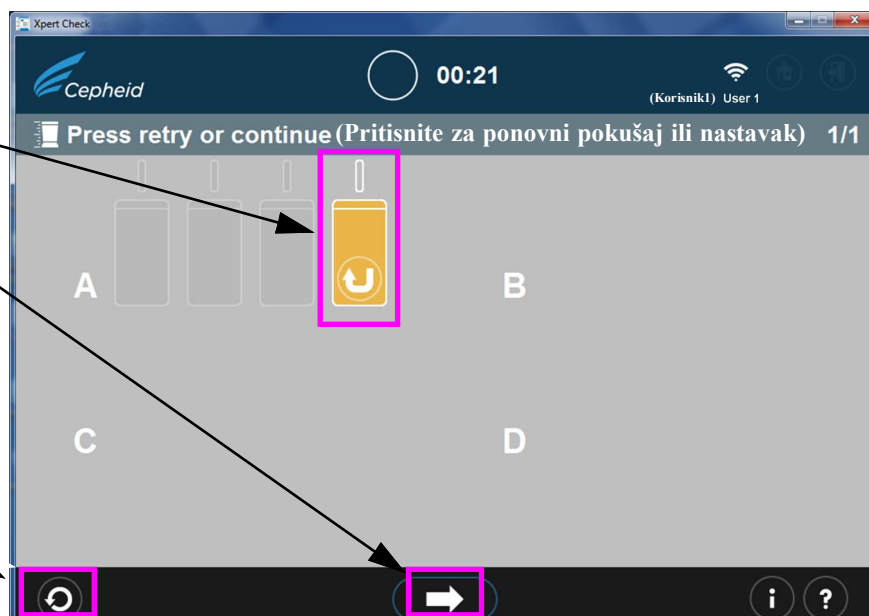 Xpert Check
Cepheid
00:21
(Korisnik1) User 1
Press retry or continue (Pritisnite za ponovni pokušaj ili nastavak) 1/1
A
B
C
D
i ?